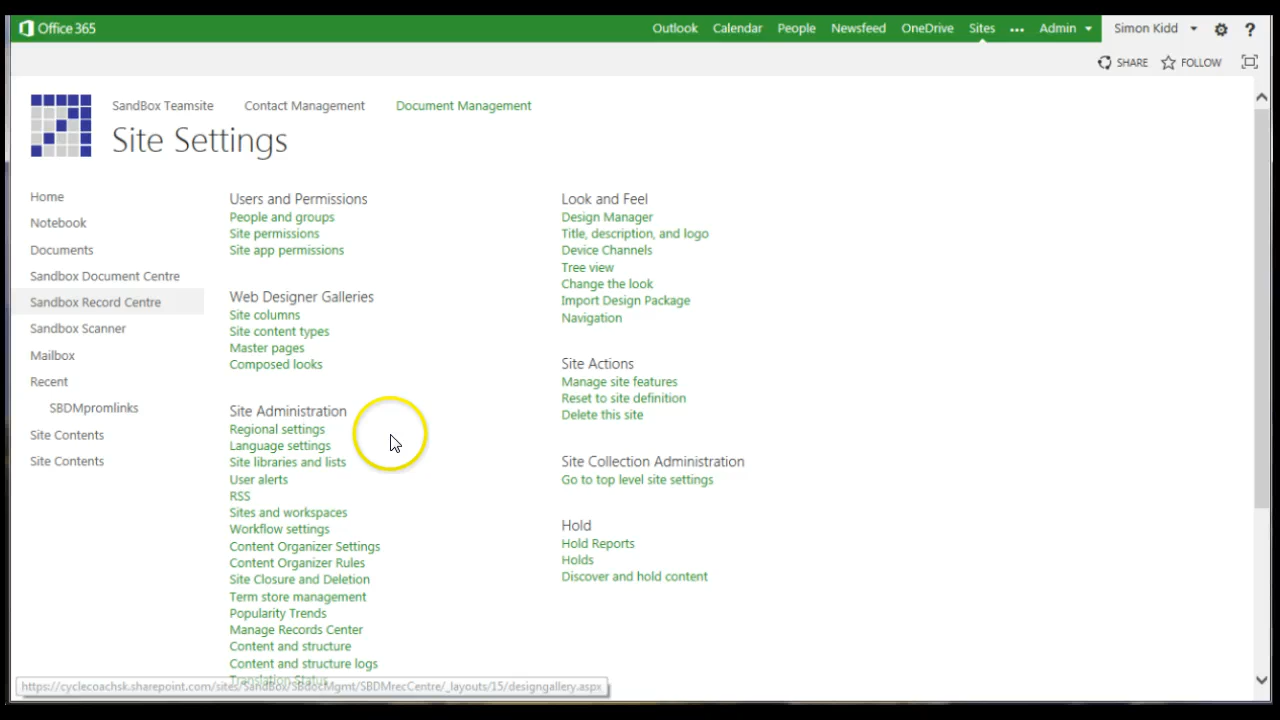 Office 365
Outlook Calendar People Newsfeed OneDrive Sites ... Admin Simon Kidd ?
SHARE FOLLOW
SandBox Teamsite Contact Management Document Management
Site Settings
Home
Notebook
Documents
Sandbox Document Centre
Sandbox Record Centre
Sandbox Scanner
Mailbox
Recent
SBDMpromlinks
Site Contents
Site Contents
Users and Permissions
People and groups
Site permissions
Site app permissions
Web Designer Galleries
Site columns
Site content types
Master pages
Composed looks
Site Administration
Regional settings
Language settings
Site libraries and lists
User alerts
RSS
Sites and workspaces
Workflow settings
Content Organizer Settings
Content Organizer Rules
Site Closure and Deletion
Term store management
Popularity Trends
Manage Records Center
Content and structure
Content and structure logs
Translation Status
Look and Feel
Design Manager
Title, description, and logo
Device Channels
Tree view
Change the look
Import Design Package
Navigation
Site Actions
Manage site features
Reset to site definition
Delete this site
Site Collection Administration
Go to top level site settings
Hold
Hold Reports
Holds
Discover and hold content
https://cyclecoachsk.sharepoint.com/sites/SandBox/SBdocMgmt/SBDMrecCentre/_layouts/15/designgallery.aspx